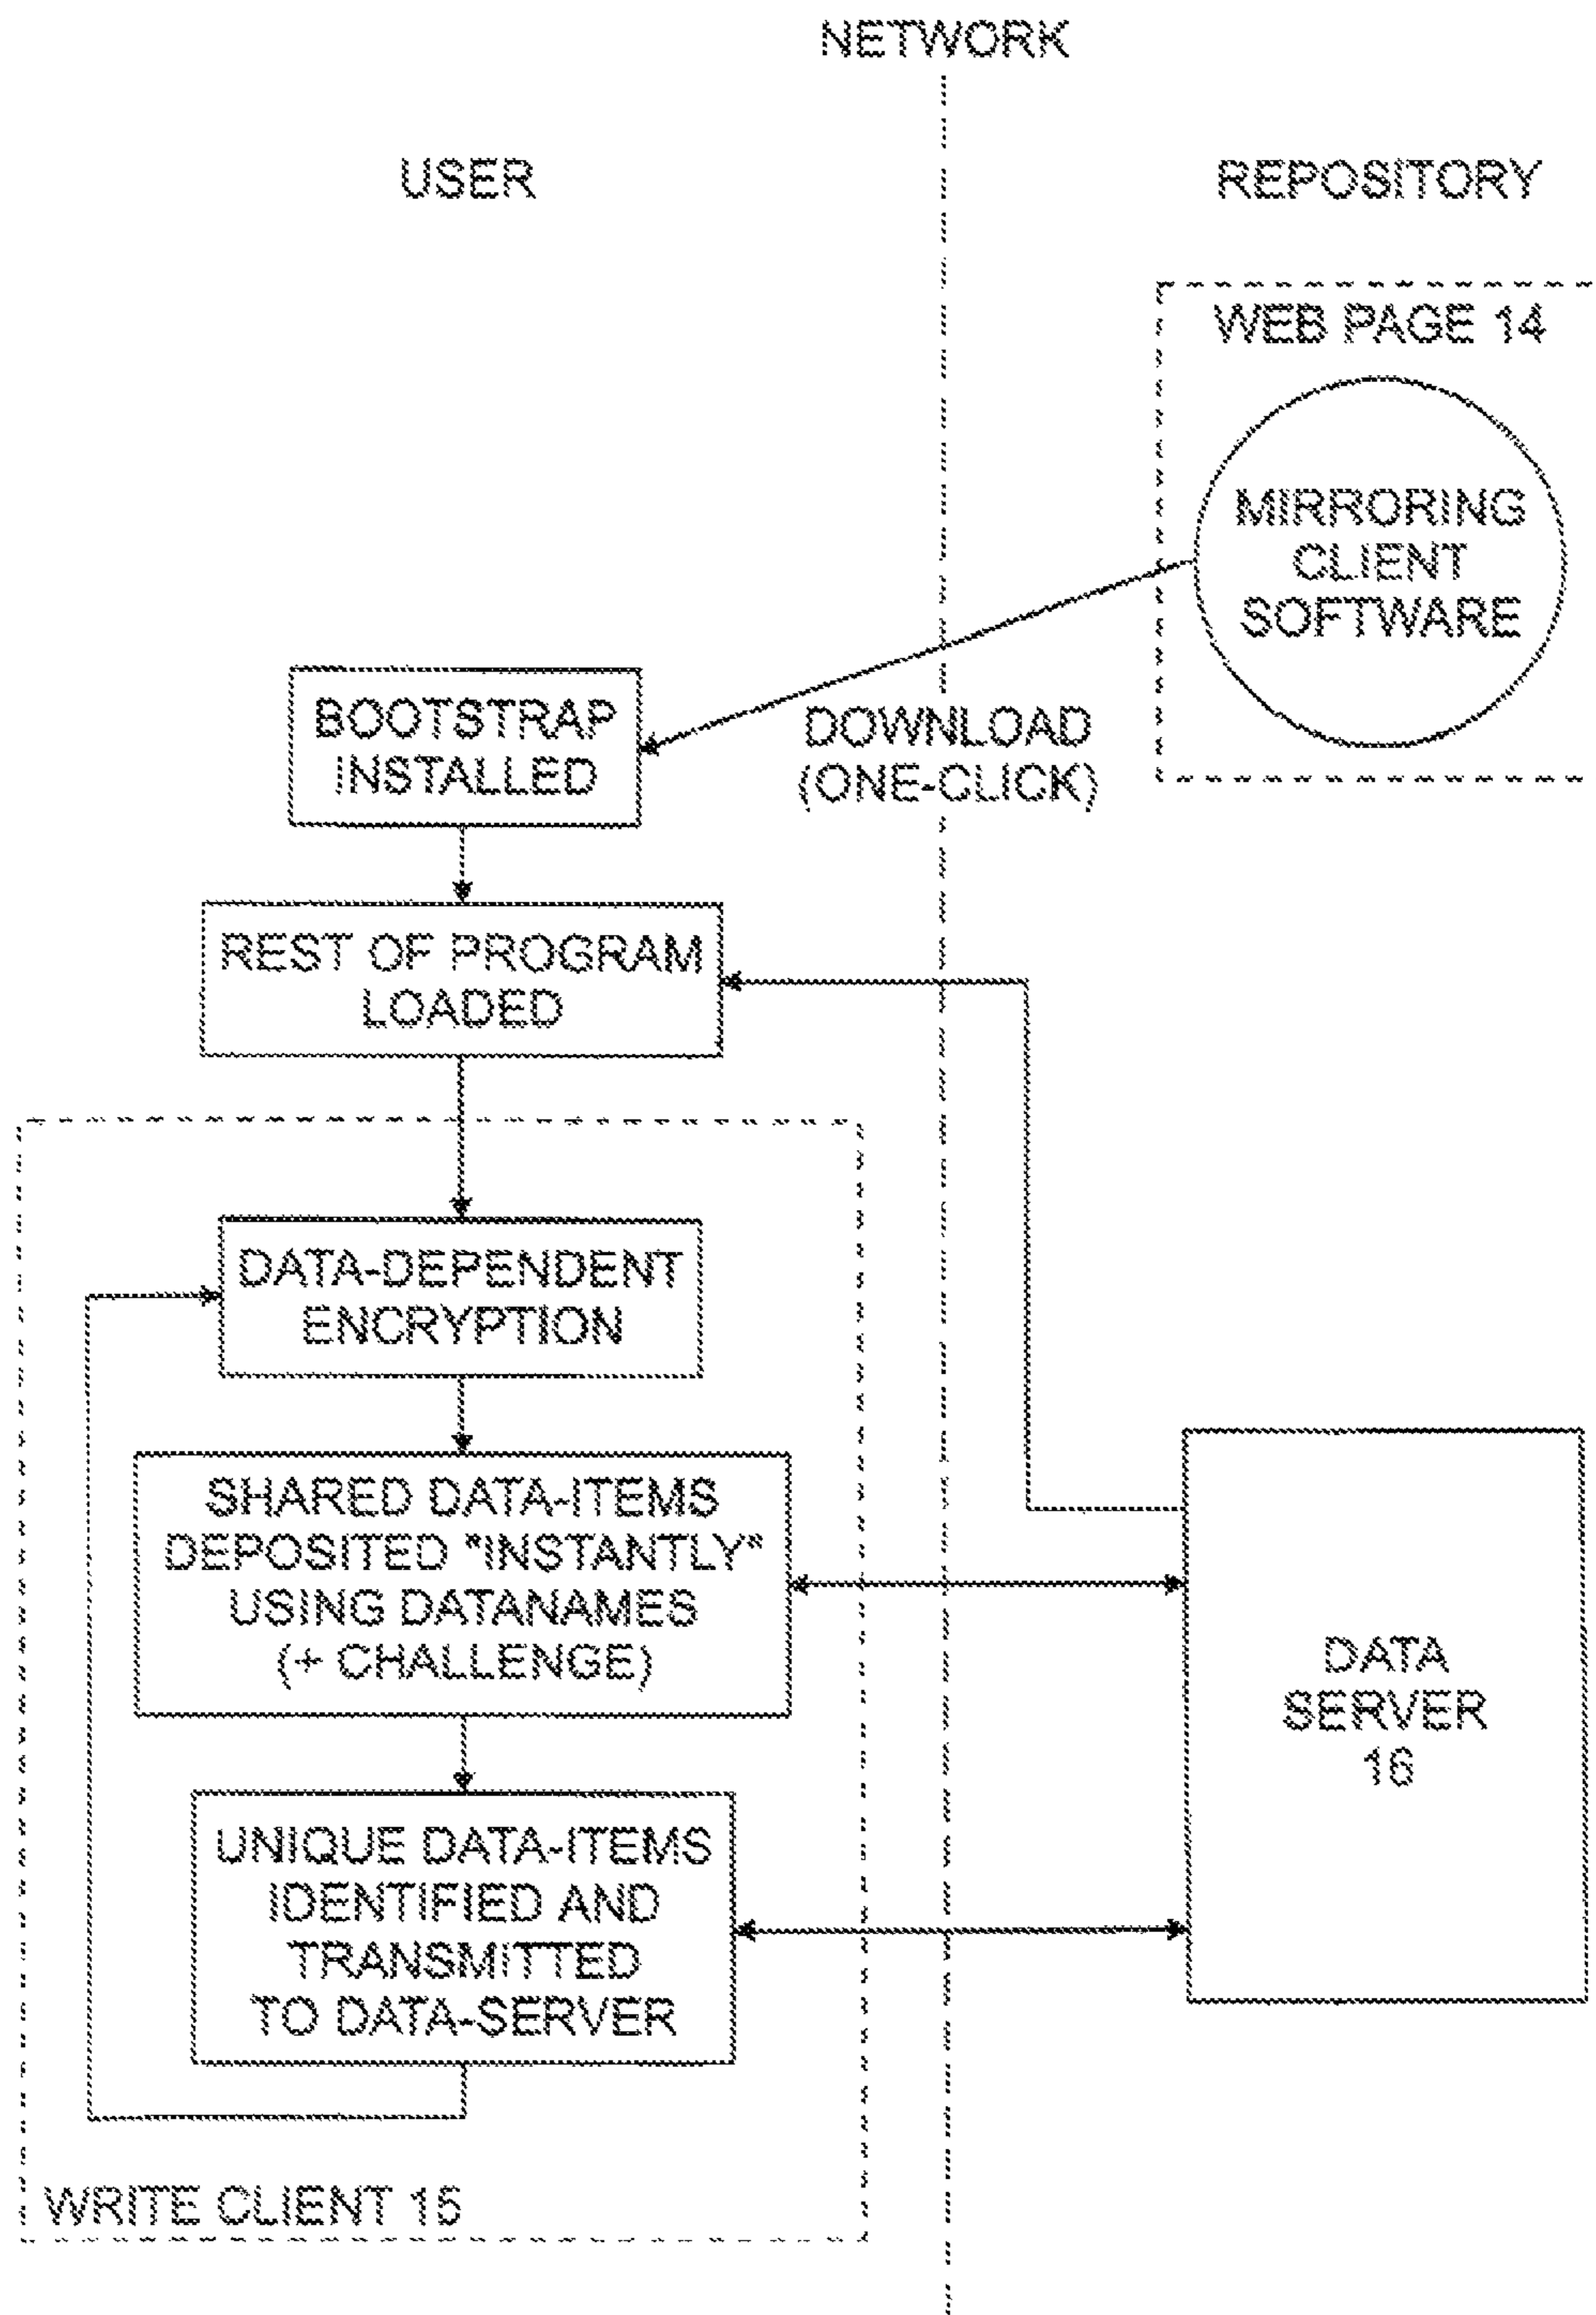 NETWORK
USER
REPOSITORY
WEB PAGE 14
MIRRORING
CLIENT
SOFTWARE
BOOTSTRAP
INSTALLED
DOWNLOAD
(ONE-CLICK)
REST OF PROGRAM
LOADED
DATA-DEPENDENT
ENCRYPTION
SHARED DATA-ITEMS
DEPOSITED "INSTANTLY"
USING DATANAMES
(+ CHALLENGE)
DATA
SERVER
16
UNIQUE DATA-ITEMS
IDENTIFIED AND
TRANSMITTED
TO DATA-SERVER
WRITE CLIENT 15